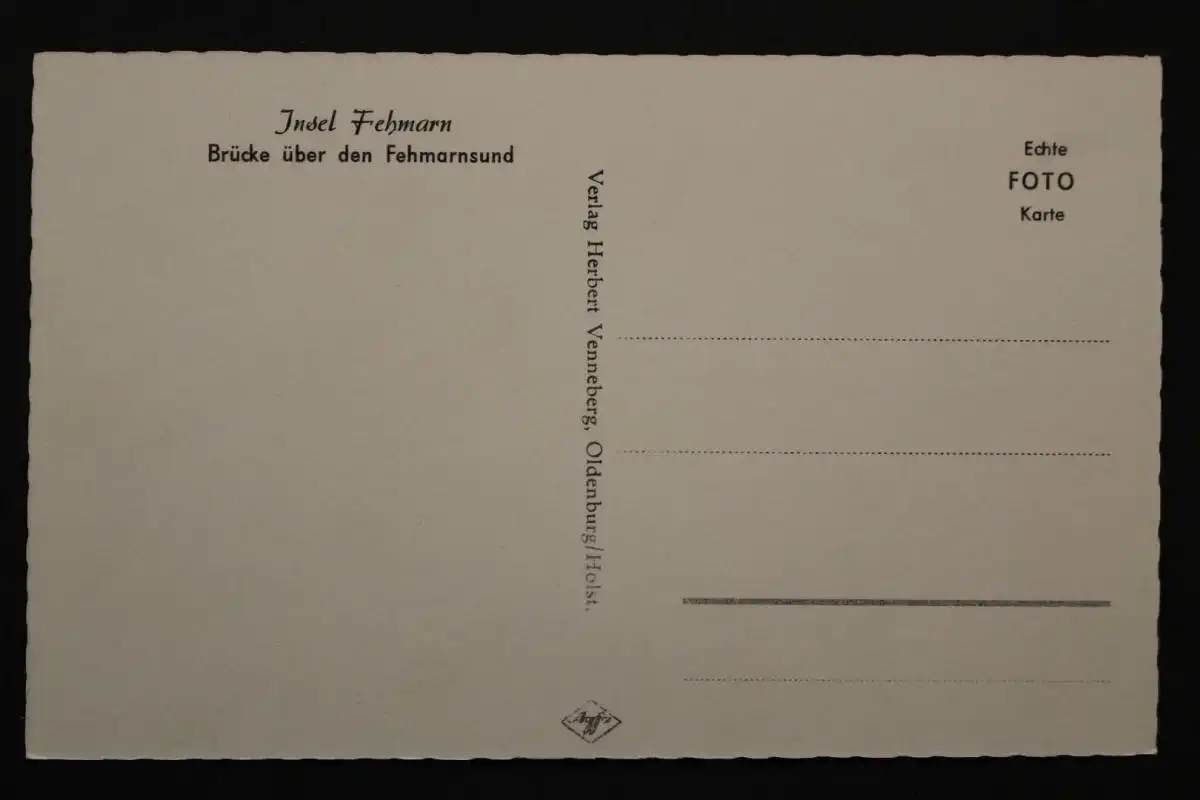 Insel Fehmarn
Brücke über den Fehmarnsund
Verlag Herbert Venneberg, Oldenburg/Holst.
Echte
FOTO
Karte
Agfa